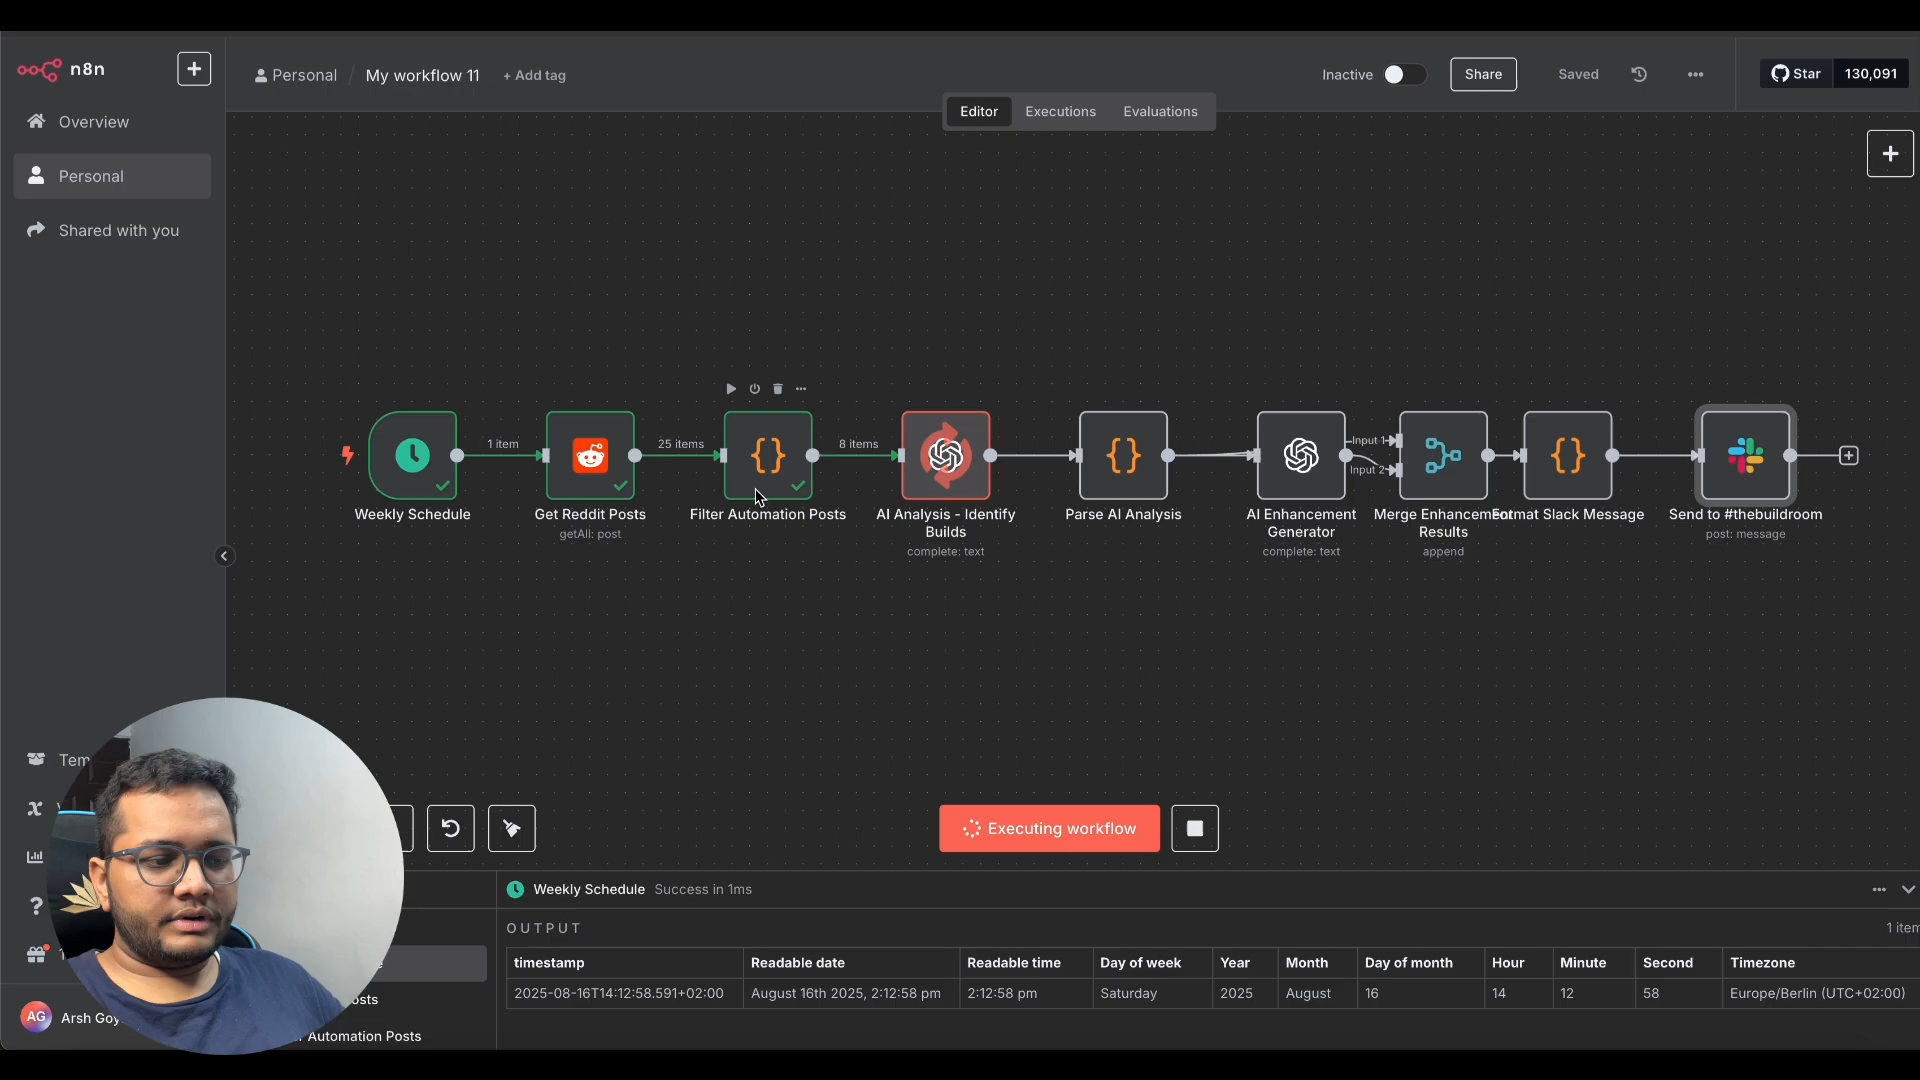 n8n
Personal / My workflow 11 + Add tag
Inactive
Share
Saved
Star 130,091
Editor Executions Evaluations
Overview
Personal
Shared with you
1 item
25 items
8 items
Input 1
Input 2
Weekly Schedule
Get Reddit Posts
getAll: post
Filter Automation Posts
AI Analysis - Identify
Builds
complete: text
Parse AI Analysis
AI Enhancement
Generator
complete: text
Merge Enhancement
Results
append
Format Slack Message
Send to #thebuildroom
post: message
Tem
Executing workflow
Weekly Schedule Success in 1ms
OUTPUT
1 item
timestamp Readable date Readable time Day of week Year Month Day of month Hour Minute Second Timezone
2025-08-16T14:12:58.591+02:00 August 16th 2025, 2:12:58 pm 2:12:58 pm Saturday 2025 August 16 14 12 58 Europe/Berlin (UTC+02:00)
AG Arsh Goy
Automation Posts